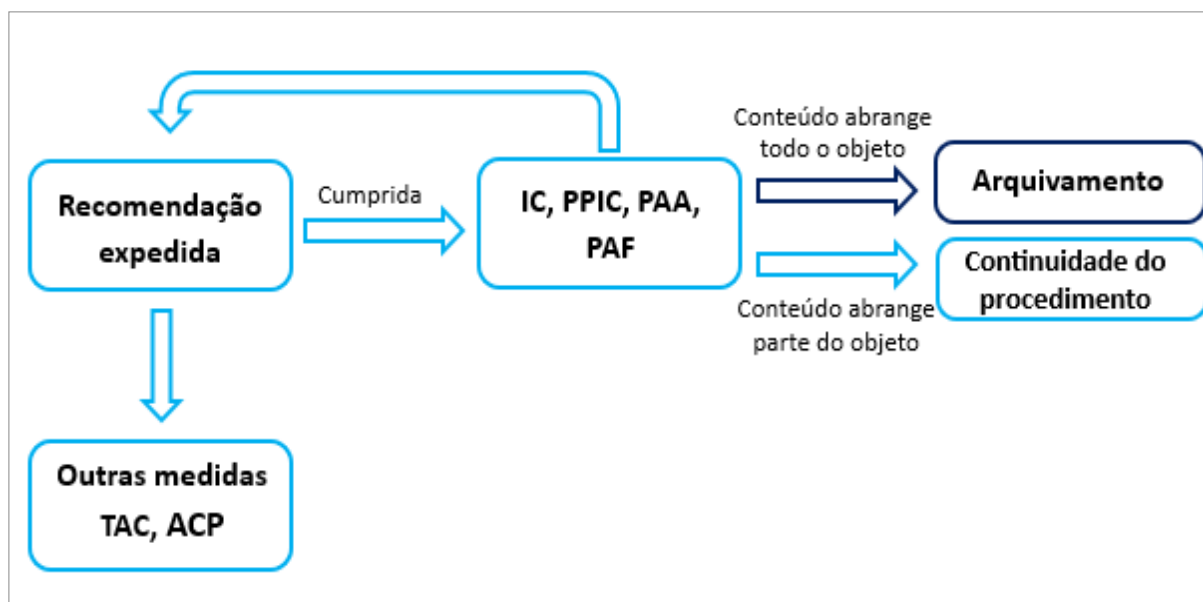 Recomendação
expedida
Cumprida
IC, PPIC, PAA,
PAF
Conteúdo abrange
todo o objeto
Arquivamento
Continuidade do
procedimento
Conteúdo abrange
parte do objeto
Outras medidas
TAC, ACP